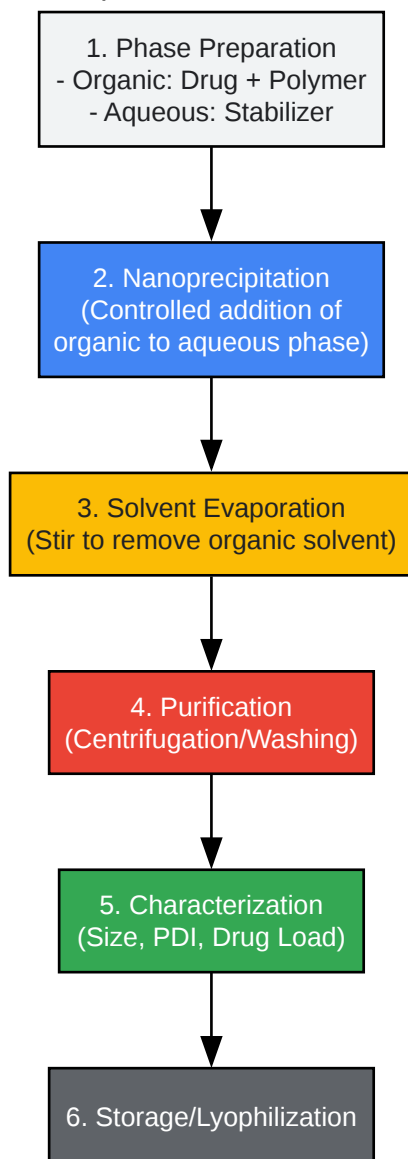 1. Phase Preparation
- Organic: Drug + Polymer
- Aqueous: Stabilizer
2. Nanoprecipitation
(Controlled addition of
organic to aqueous phase)
3. Solvent Evaporation
(Stir to remove organic solvent)
4. Purification
(Centrifugation/Washing)
5. Characterization
(Size, PDI, Drug Load)
6. Storage/Lyophilization